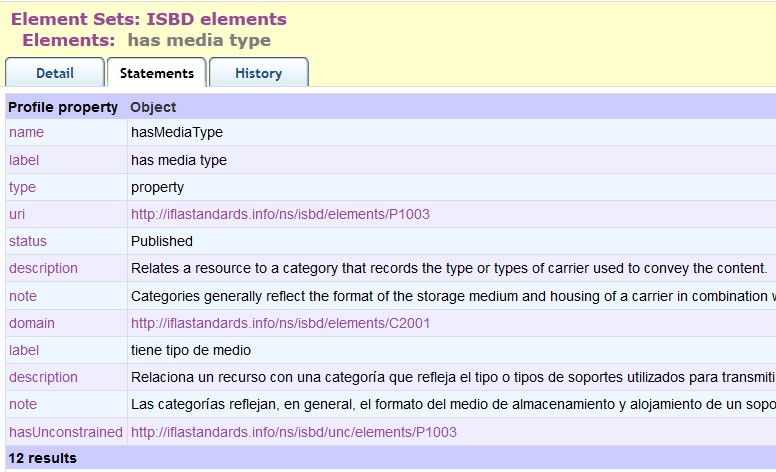 Element Sets: ISBD elements
Elements: has media type
Detail Statements History
Profile property Object
name hasMediaType
label has media type
type property
uri http://iflastandards.info/ns/isbd/elements/P1003
status Published
description Relates a resource to a category that records the type or types of carrier used to convey the content.
note Categories generally reflect the format of the storage medium and housing of a carrier in combination
domain http://iflastandards.info/ns/isbd/elements/C2001
label tiene tipo de medio
description Relaciona un recurso con una categoría que refleja el tipo o tipos de soportes utilizados para transmiti
note Las categorías reflejan, en general, el formato del medio de almacenamiento y alojamiento de un sopo
hasUnconstrained http://iflastandards.info/ns/isbd/unc/elements/P1003
12 results